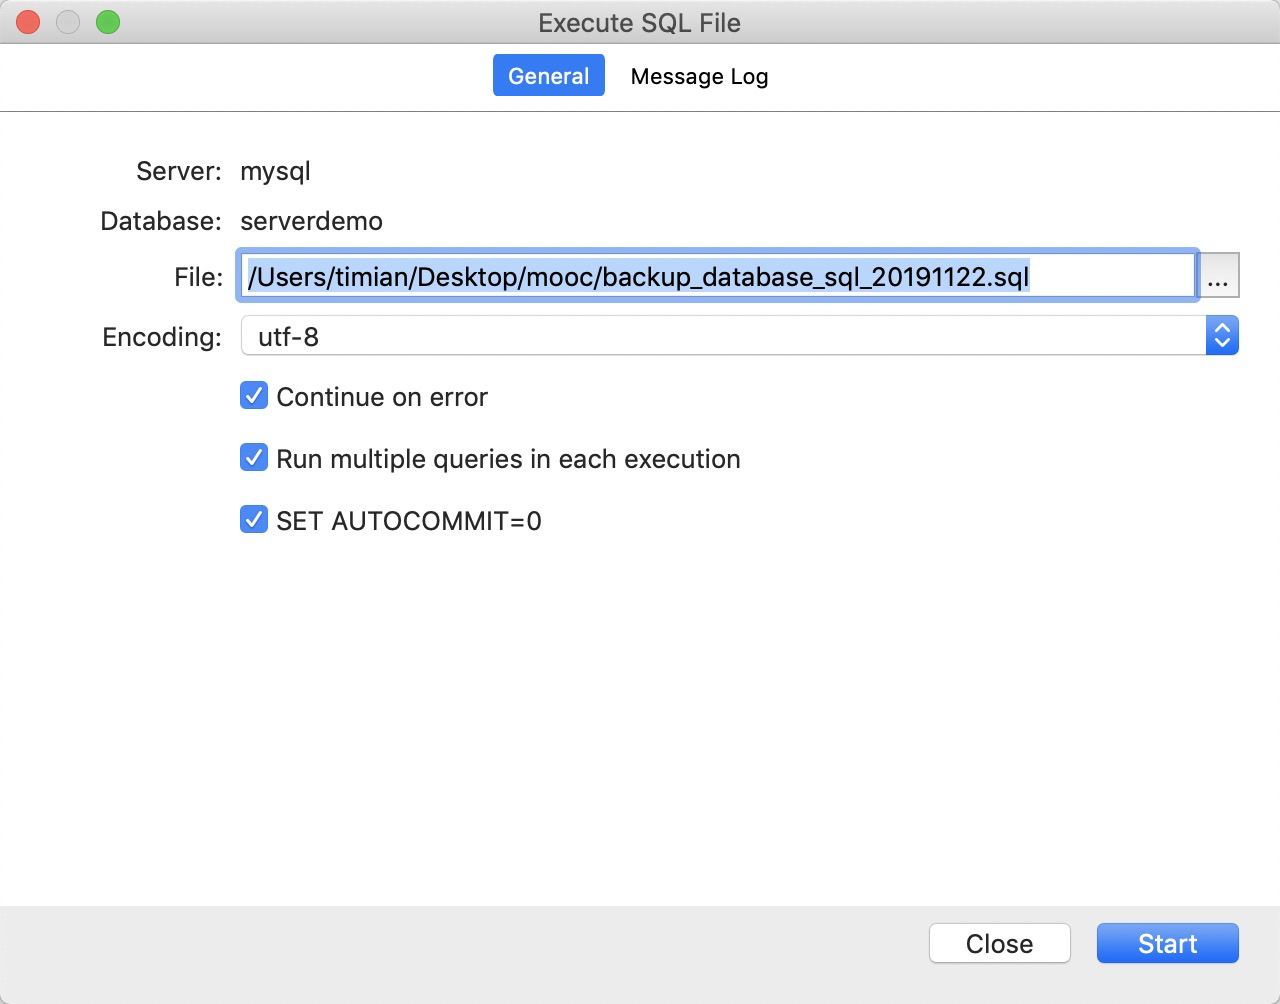 Execute SQL File
General Message Log
Server: mysql
Database: serverdemo
File: /Users/timian/Desktop/mooc/backup_database_sql_20191122.sql ...
Encoding: utf-8
Continue on error
Run multiple queries in each execution
SET AUTOCOMMIT=0
Close Start